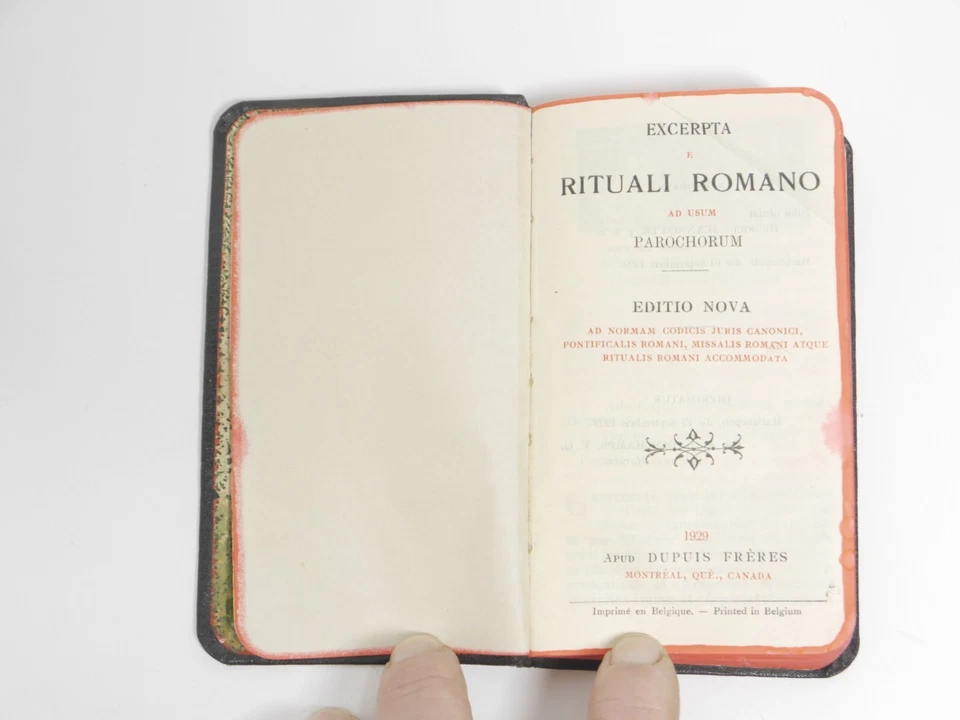 EXCERPTA
E
RITUALI ROMANO
AD USUM
PAROCHORUM
EDITIO NOVA
AD NORMAM CODICIS JURIS CANONICI,
PONTIFICALIS ROMANI, MISSALIS ROMANI ATQUE
RITUALIS ROMANI ACCOMMODATA
1929
APUD DUPUIS FRÈRES
MONTRÉAL, QUÉ., CANADA
Imprimé en Belgique. — Printed in Belgium